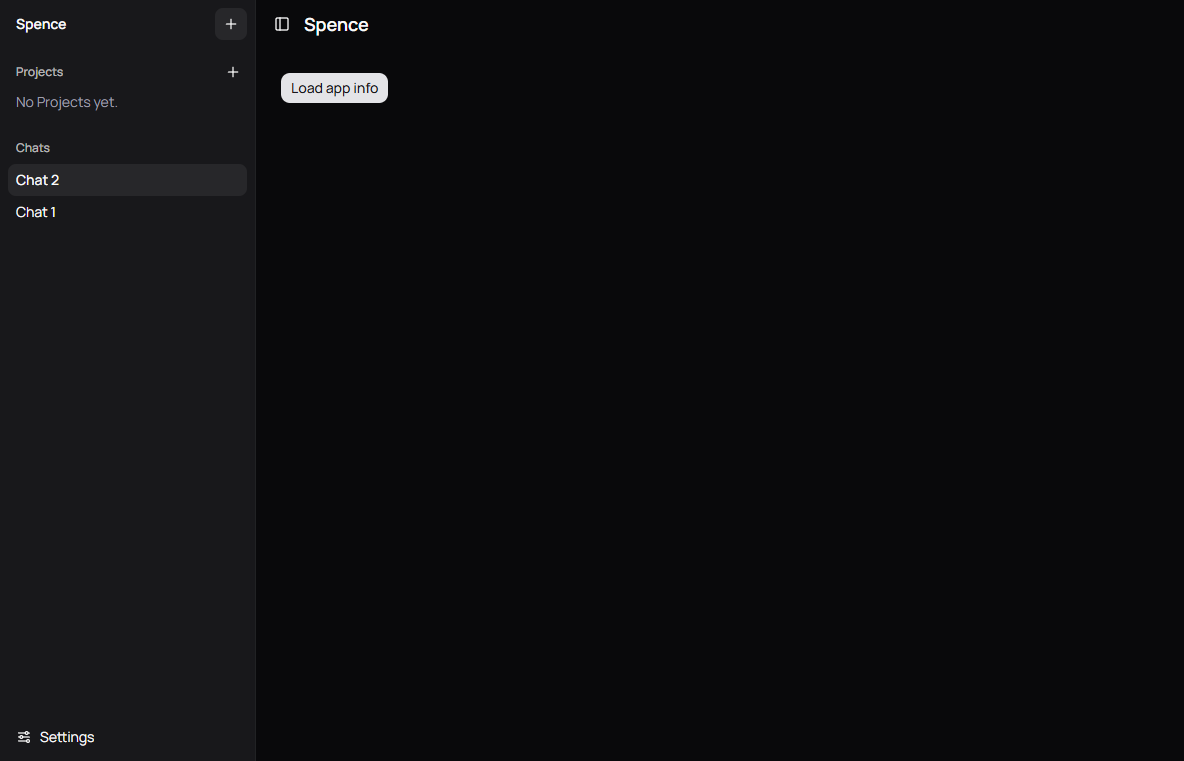 Spence
Projects
No Projects yet.
Chats
Chat 2
Chat 1
Settings
Spence
Load app info